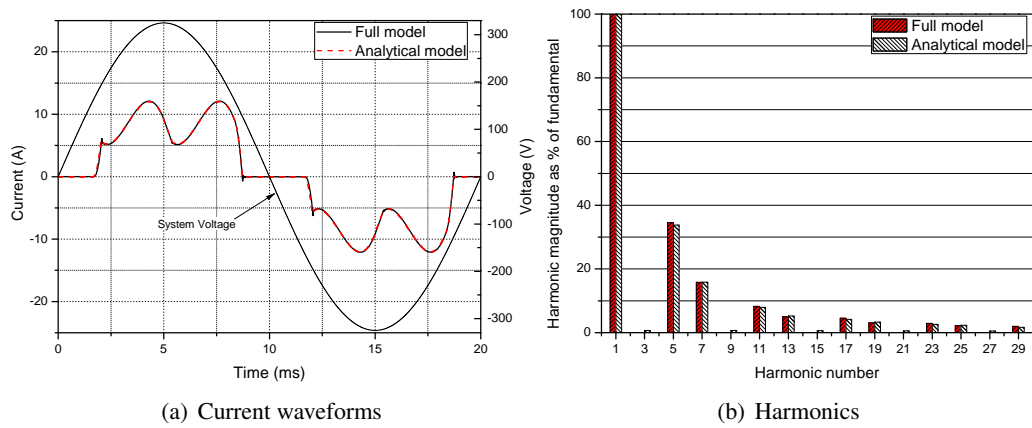 Full model
Analytical model
Current (A)
20
10
0
-10
-20
300
200
100
0
-100
-200
-300
Voltage (V)
System Voltage
0 5 10 15 20
Time (ms)
(a) Current waveforms
Full model
Analytical model
Harmonic magnitude as % of fundamental
100
80
60
40
20
0
1 3 5 7 9 11 13 15 17 19 21 23 25 27 29
Harmonic number
(b) Harmonics